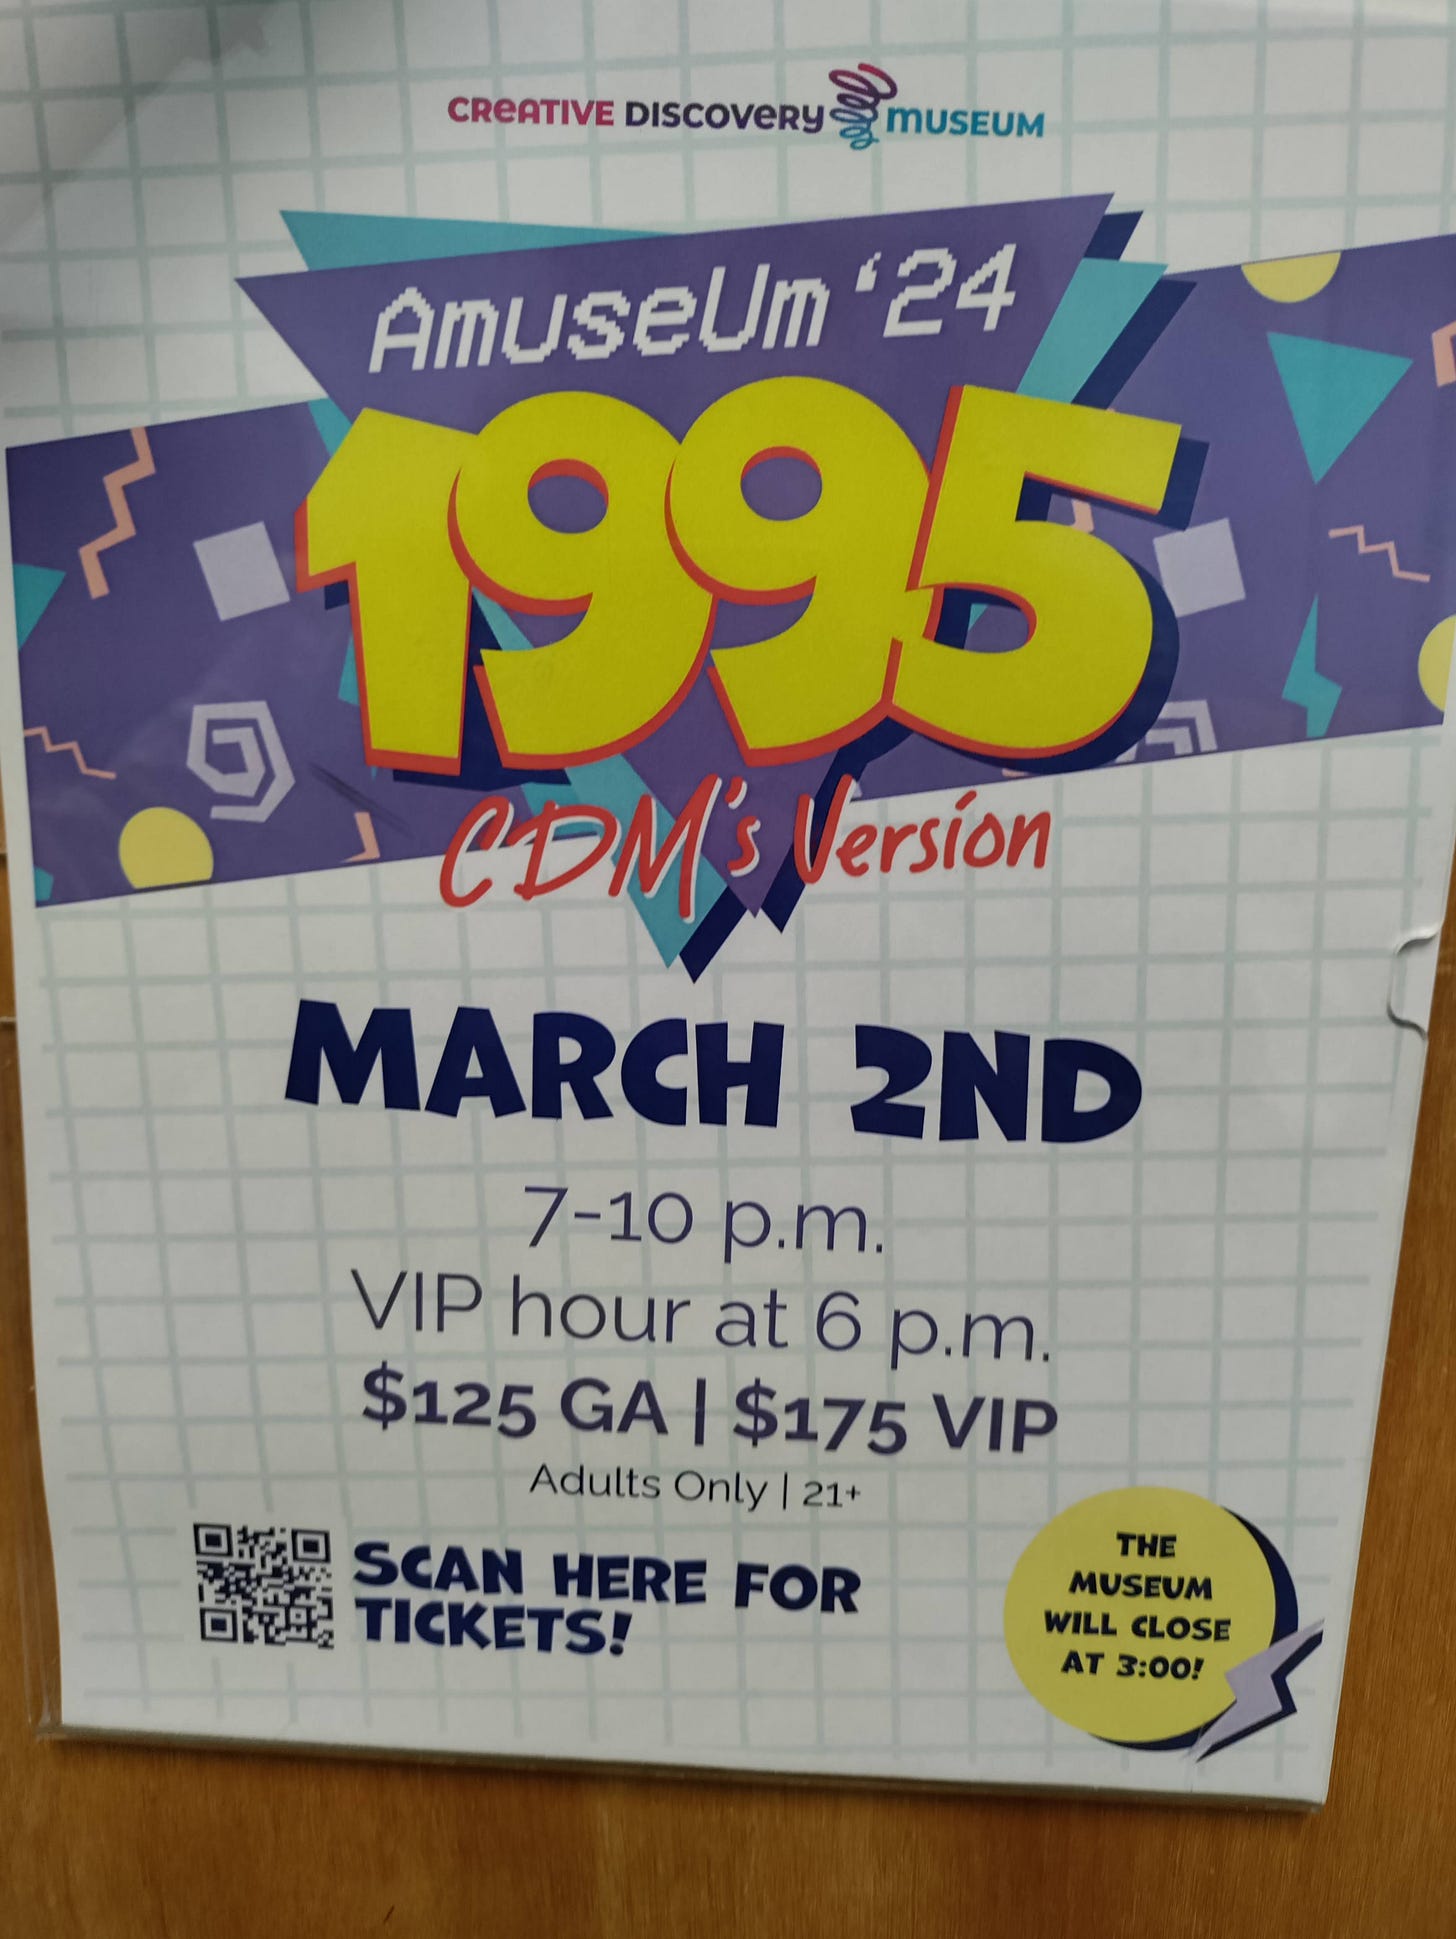 CREATIVE DISCOVERY MUSEUM
AmuseUm '24
1995
CDM's Version
MARCH 2ND
7-10 p.m.
VIP hour at 6 p.m.
$125 GA | $175 VIP
Adults Only | 21+
SCAN HERE FOR
TICKETS!
THE
MUSEUM
WILL CLOSE
AT 3:00!